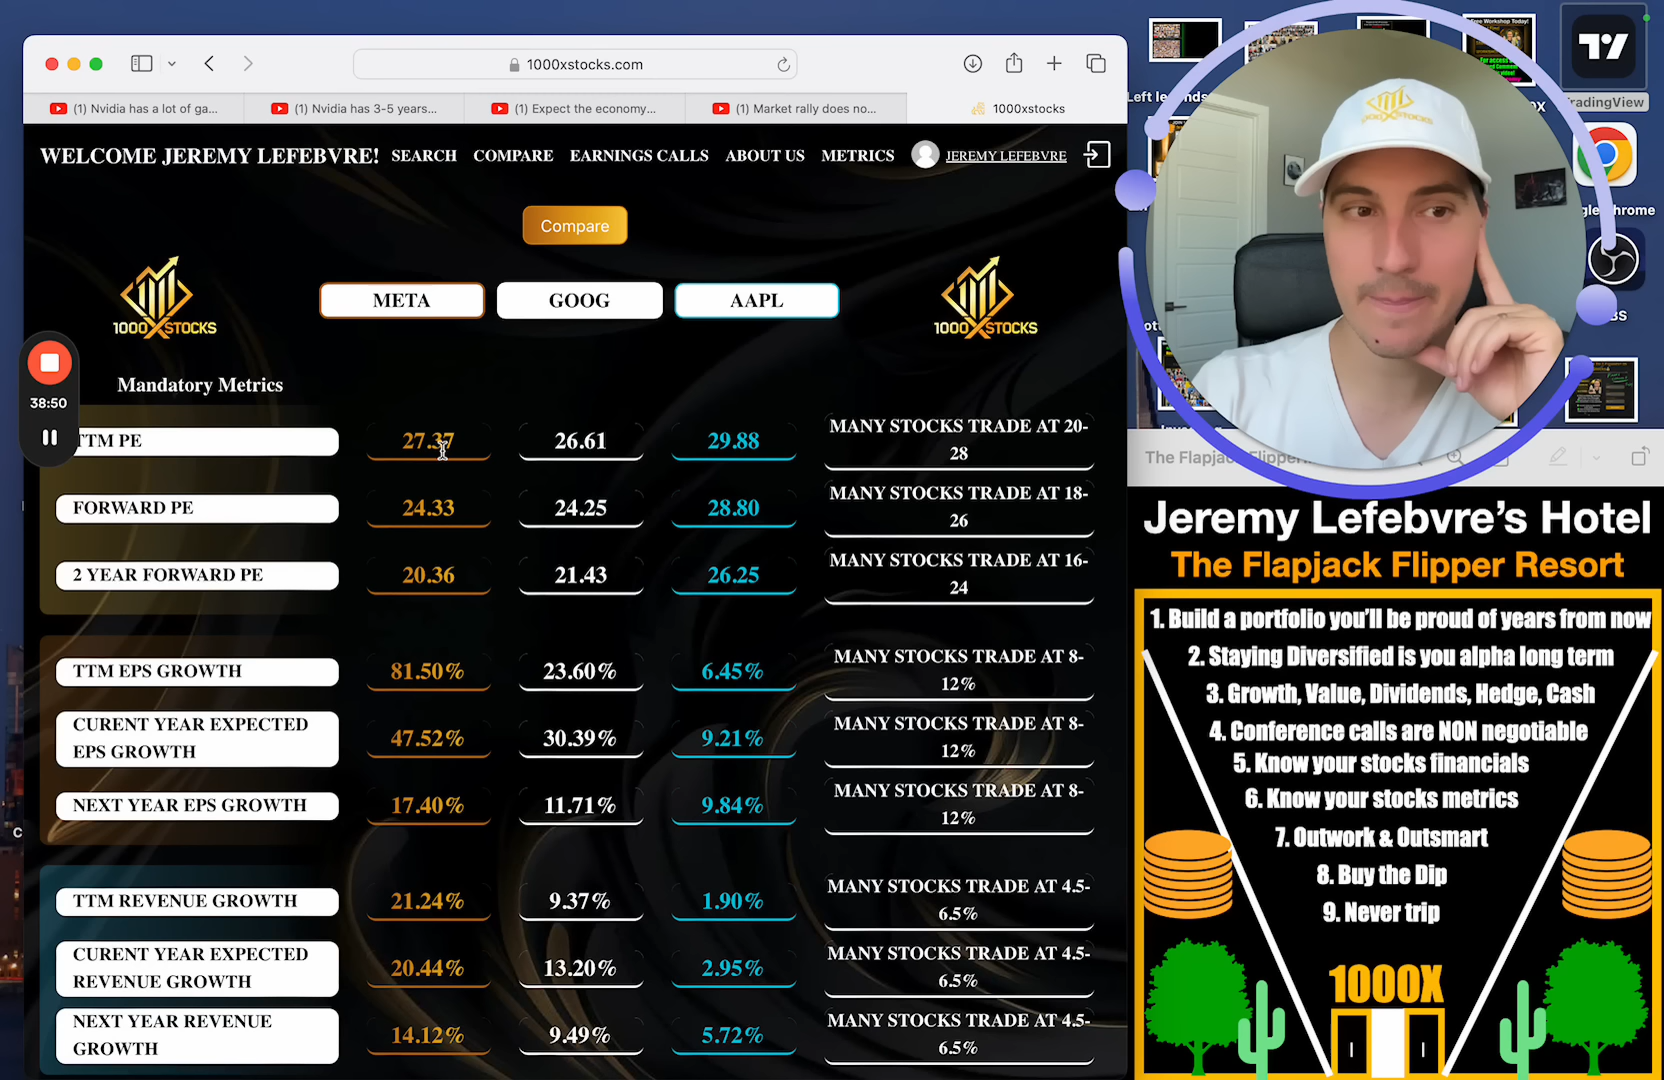 1000xstocks.com
(1) Nvidia has a lot of ga...
(1) Nvidia has 3-5 years...
(1) Expect the economy...
(1) Market rally does no...
1000xstocks
WELCOME JEREMY LEFEBVRE!
SEARCH
COMPARE
EARNINGS CALLS
ABOUT US
METRICS
JEREMY LEFEBVRE
Compare
1000XSTOCKS
META
GOOG
AAPL
1000XSTOCKS
38:50
Mandatory Metrics
TTM PE
27.37
26.61
29.88
MANY STOCKS TRADE AT 20-
28
FORWARD PE
24.33
24.25
28.80
MANY STOCKS TRADE AT 18-
26
2 YEAR FORWARD PE
20.36
21.43
26.25
MANY STOCKS TRADE AT 16-
24
TTM EPS GROWTH
81.50%
23.60%
6.45%
MANY STOCKS TRADE AT 8-
12%
CURENT YEAR EXPECTED
EPS GROWTH
47.52%
30.39%
9.21%
MANY STOCKS TRADE AT 8-
12%
NEXT YEAR EPS GROWTH
17.40%
11.71%
9.84%
MANY STOCKS TRADE AT 8-
12%
TTM REVENUE GROWTH
21.24%
9.37%
1.90%
MANY STOCKS TRADE AT 4.5-
6.5%
CURENT YEAR EXPECTED
REVENUE GROWTH
20.44%
13.20%
2.95%
MANY STOCKS TRADE AT 4.5-
6.5%
NEXT YEAR REVENUE
GROWTH
14.12%
9.49%
5.72%
MANY STOCKS TRADE AT 4.5-
6.5%
Free Workshop Today!
TradingView
1000XSTOCKS
The Flapjack Flipper
Jeremy Lefebvre's Hotel
The Flapjack Flipper Resort
1. Build a portfolio you'll be proud of years from now
2. Staying Diversified is you alpha long term
3. Growth, Value, Dividends, Hedge, Cash
4. Conference calls are NON negotiable
5. Know your stocks financials
6. Know your stocks metrics
7. Outwork & Outsmart
8. Buy the Dip
9. Never trip
1000X